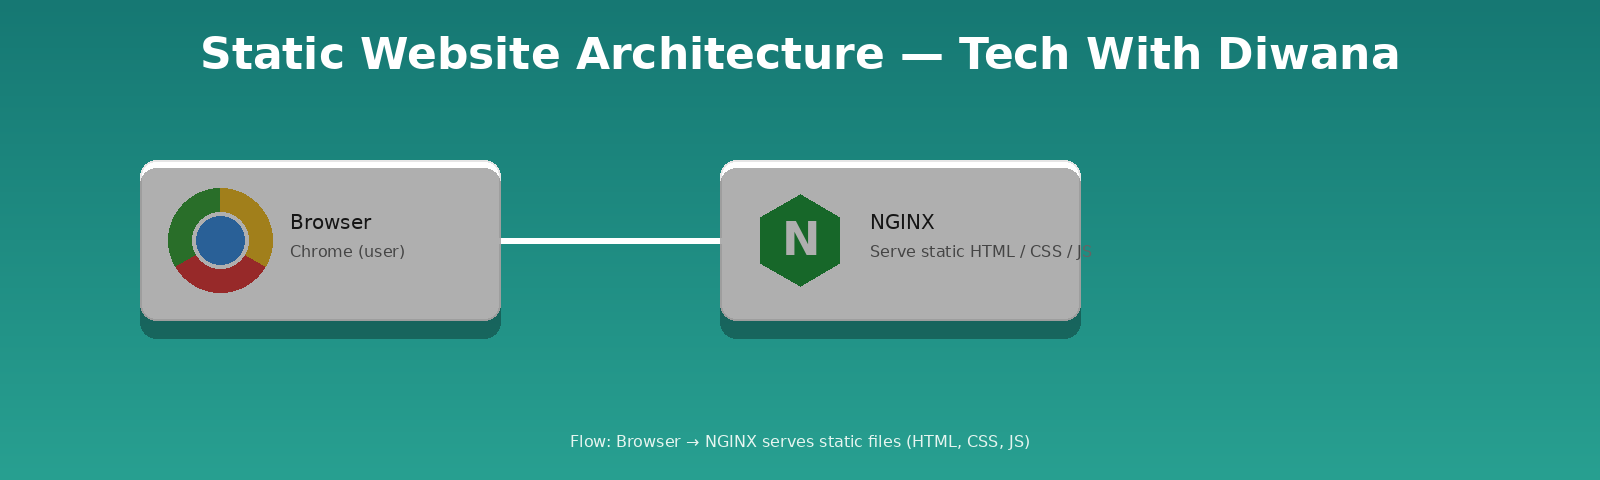 Static Website Architecture — Tech With Diwana
Browser
Chrome (user)
N
NGINX
Serve static HTML / CSS / JS
Flow: Browser → NGINX serves static files (HTML, CSS, JS)